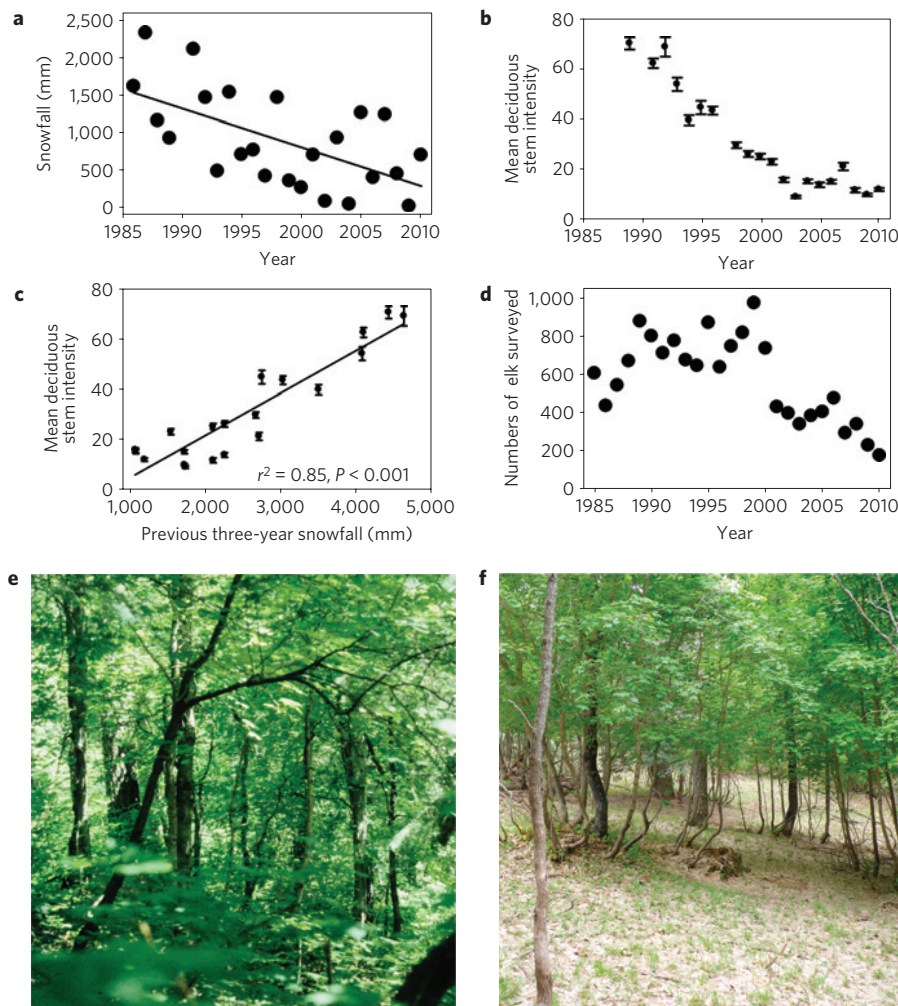 a
Snowfall (mm)
2,500
2,000
1,500
1,000
500
0
1985 1990 1995 2000 2005 2010
Year
b
Mean deciduous
stem intensity
80
60
40
20
0
1985 1990 1995 2000 2005 2010
Year
c
Mean deciduous
stem intensity
80
60
40
20
0
r² = 0.85, P < 0.001
1,000 2,000 3,000 4,000 5,000
Previous three-year snowfall (mm)
d
Numbers of elk surveyed
1,000
800
600
400
200
0
1985 1990 1995 2000 2005 2010
Year
e
f